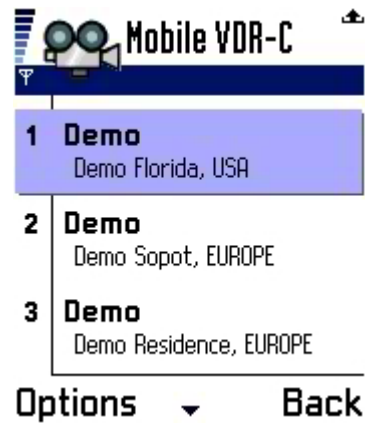 Mobile VDR-C
1 Demo
Demo Florida, USA
2 Demo
Demo Sopot, EUROPE
3 Demo
Demo Residence, EUROPE
Options Back